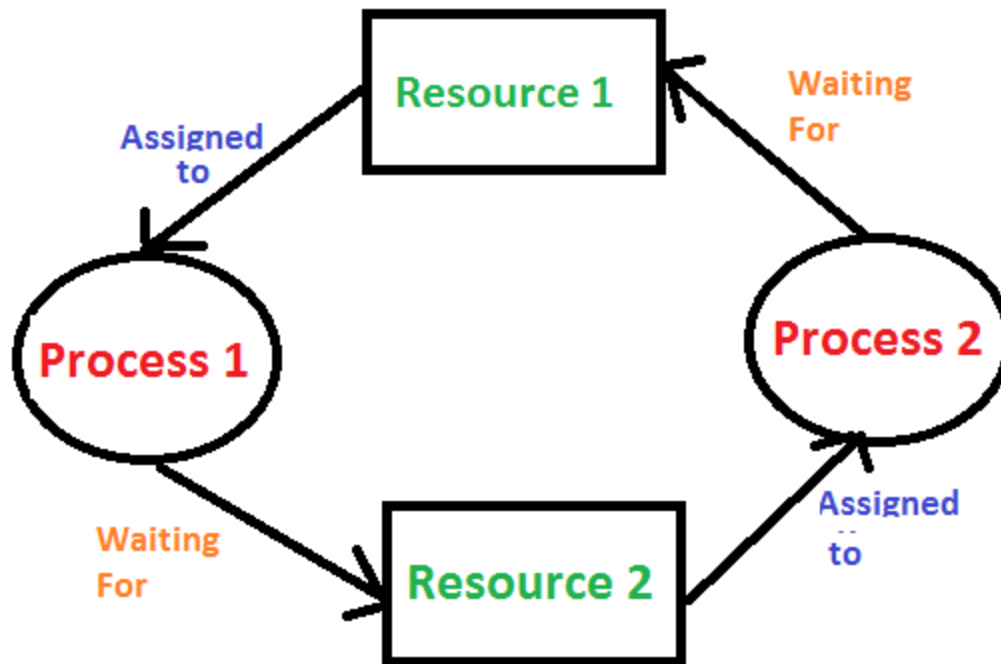 Resource 1
Waiting
For
Assigned
to
Process 1
Process 2
Assigned
to
Waiting
For
Resource 2